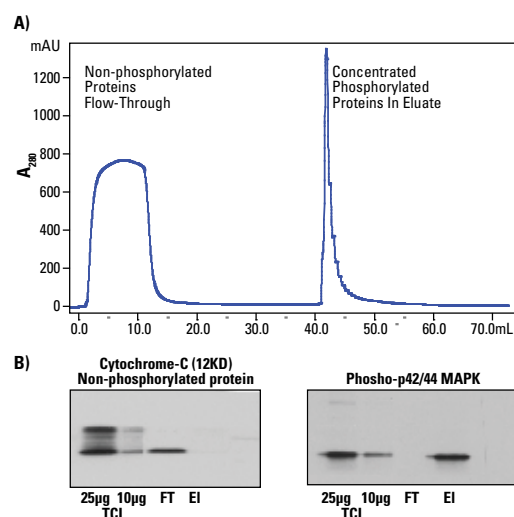 A)
mAU
1200
1000
800
600
400
200
0
A280
Non-phosphorylated
Proteins
Flow-Through
Concentrated
Phosphorylated
Proteins In Eluate
0.0 10.0 20.0 30.0 40.0 50.0 60.0 70.0mL
B)
Cytochrome-C (12KD)
Non-phosphorylated protein
25µg 10µg FT El
TCL
Phosho-p42/44 MAPK
25µg 10µg FT El
TCL